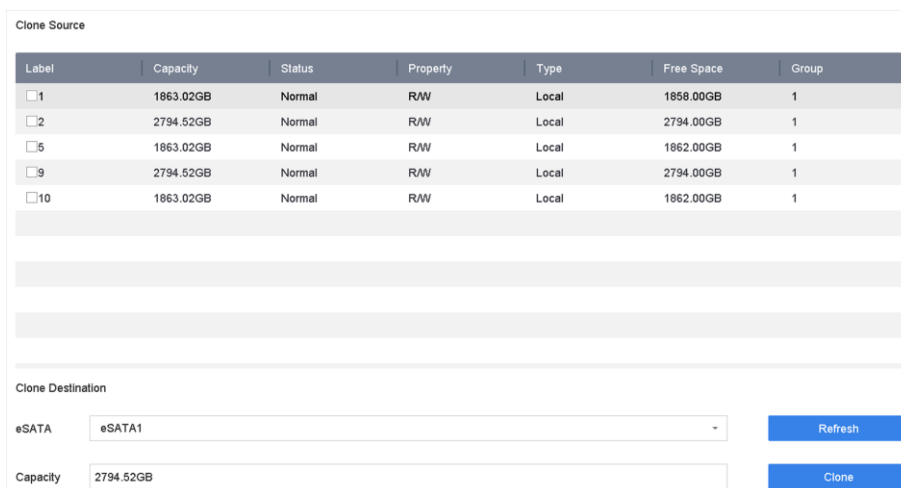 Clone Source
Label Capacity Status Property Type Free Space Group
1 1863.02GB Normal R/W Local 1858.00GB 1
2 2794.52GB Normal R/W Local 2794.00GB 1
5 1863.02GB Normal R/W Local 1862.00GB 1
9 2794.52GB Normal R/W Local 2794.00GB 1
10 1863.02GB Normal R/W Local 1862.00GB 1
Clone Destination
eSATA eSATA1 Refresh
Capacity 2794.52GB Clone